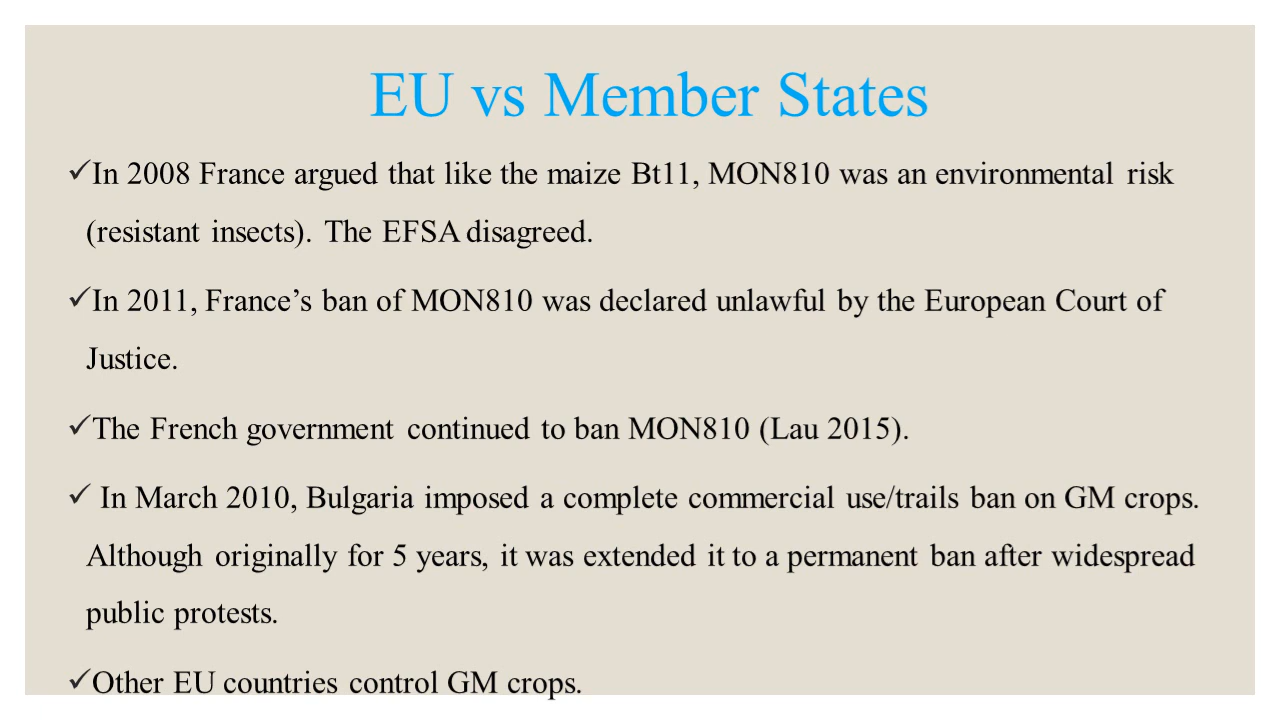 EU vs Member States
✓In 2008 France argued that like the maize Bt11, MON810 was an environmental risk
(resistant insects). The EFSA disagreed.
✓In 2011, France’s ban of MON810 was declared unlawful by the European Court of
Justice.
✓The French government continued to ban MON810 (Lau 2015).
✓ In March 2010, Bulgaria imposed a complete commercial use/trails ban on GM crops.
Although originally for 5 years, it was extended it to a permanent ban after widespread
public protests.
✓Other EU countries control GM crops.